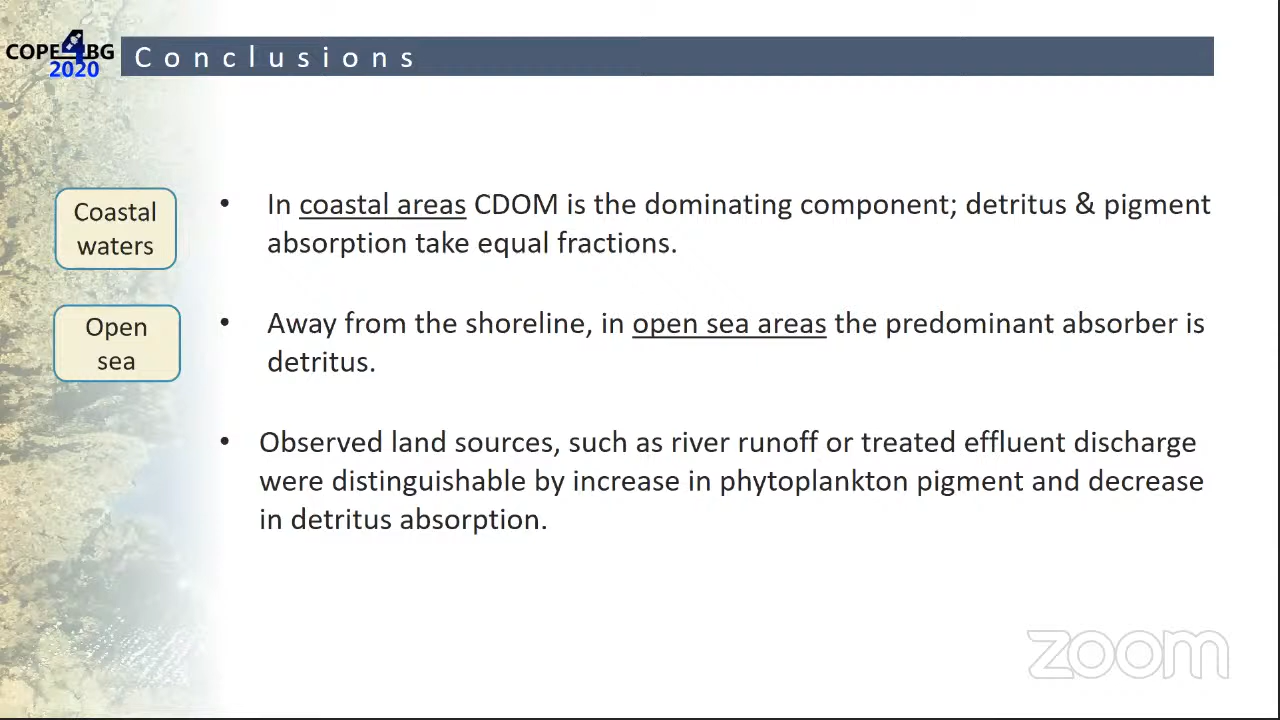 COPE4BG
2020
Conclusions
Coastal
waters
• In coastal areas CDOM is the dominating component; detritus & pigment
absorption take equal fractions.
Open
sea
• Away from the shoreline, in open sea areas the predominant absorber is
detritus.
• Observed land sources, such as river runoff or treated effluent discharge
were distinguishable by increase in phytoplankton pigment and decrease
in detritus absorption.
zoom